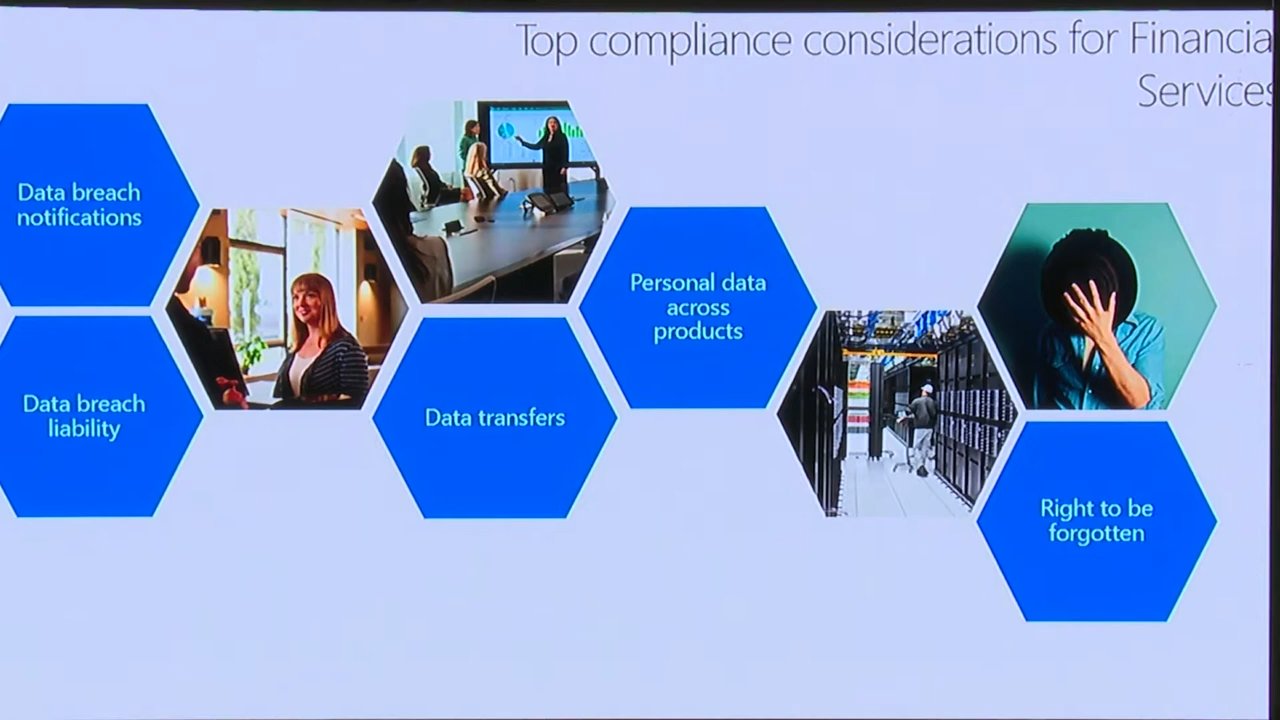 Top compliance considerations for Financia
Services
Data breach
notifications
Data breach
liability
Data transfers
Personal data
across
products
Right to be
forgotten